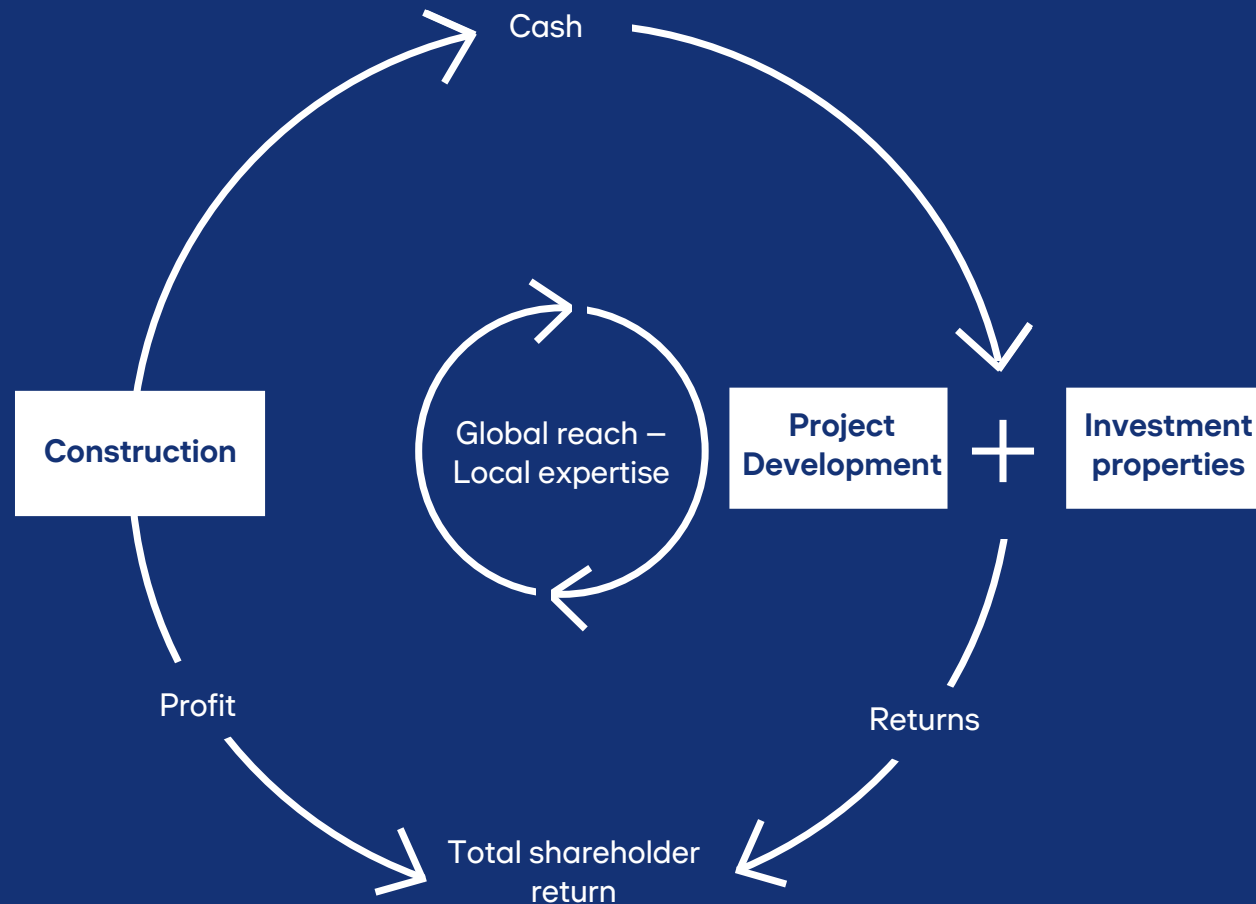 Cash
Construction
Global reach –
Local expertise
Project
Development
Investment
properties
Profit
Returns
Total shareholder
return